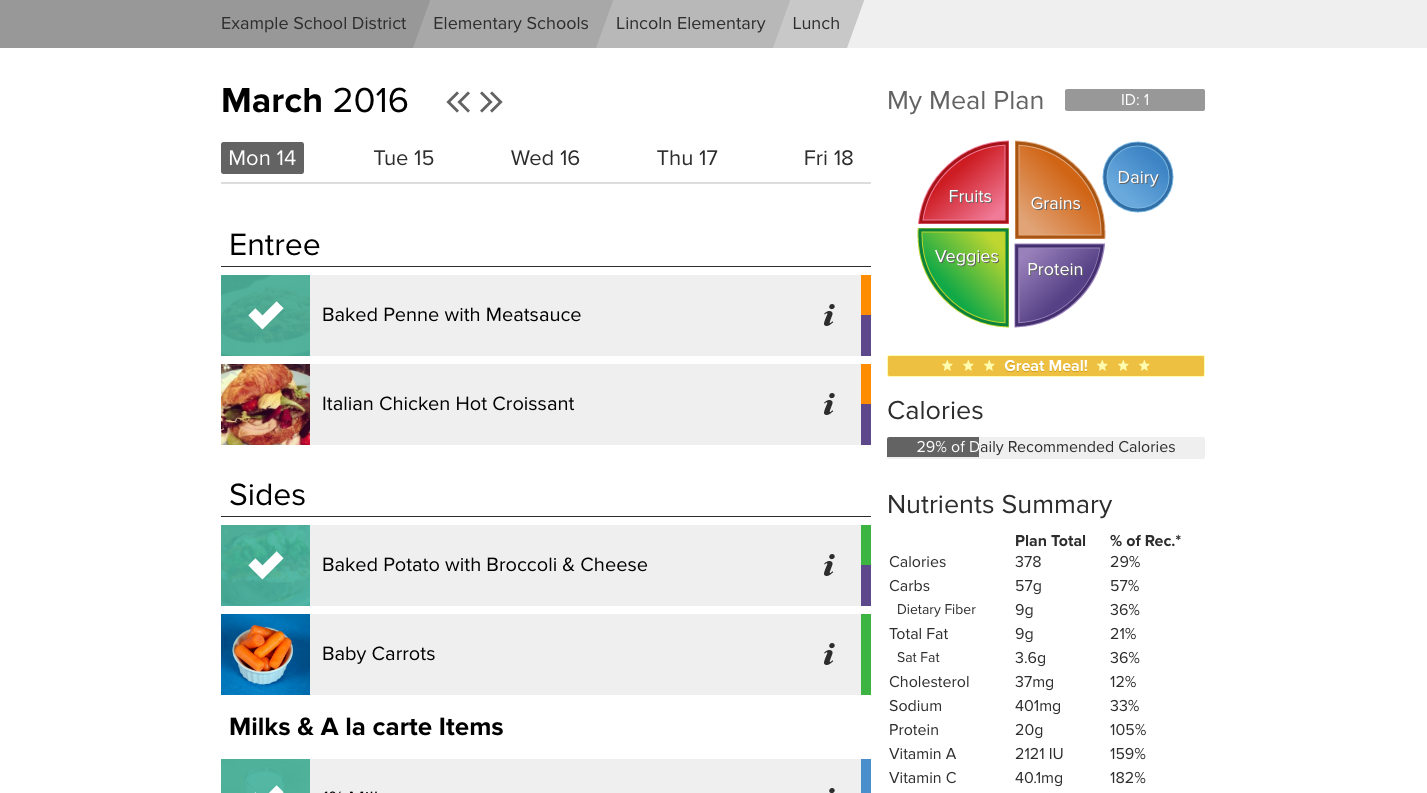 Example School District Elementary Schools Lincoln Elementary Lunch
March 2016
Mon 14 Tue 15 Wed 16 Thu 17 Fri 18
Entree
Baked Penne with Meatsauce i
Italian Chicken Hot Croissant i
Sides
Baked Potato with Broccoli & Cheese i
Baby Carrots i
Milks & A la carte Items
My Meal Plan ID: 1
Fruits Grains Dairy
Veggies Protein
Great Meal!
Calories
29% of Daily Recommended Calories
Nutrients Summary
Plan Total % of Rec.*
Calories 378 29%
Carbs 57g 57%
Dietary Fiber 9g 36%
Total Fat 9g 21%
Sat Fat 3.6g 36%
Cholesterol 37mg 12%
Sodium 401mg 33%
Protein 20g 105%
Vitamin A 2121 IU 159%
Vitamin C 40.1mg 182%